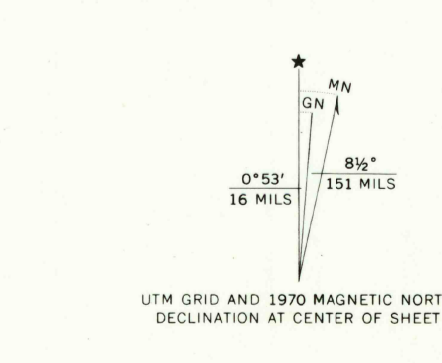 MN
GN
0°53'
16 MILS
8½°
151 MILS
UTM GRID AND 1970 MAGNETIC NORT
DECLINATION AT CENTER OF SHEET